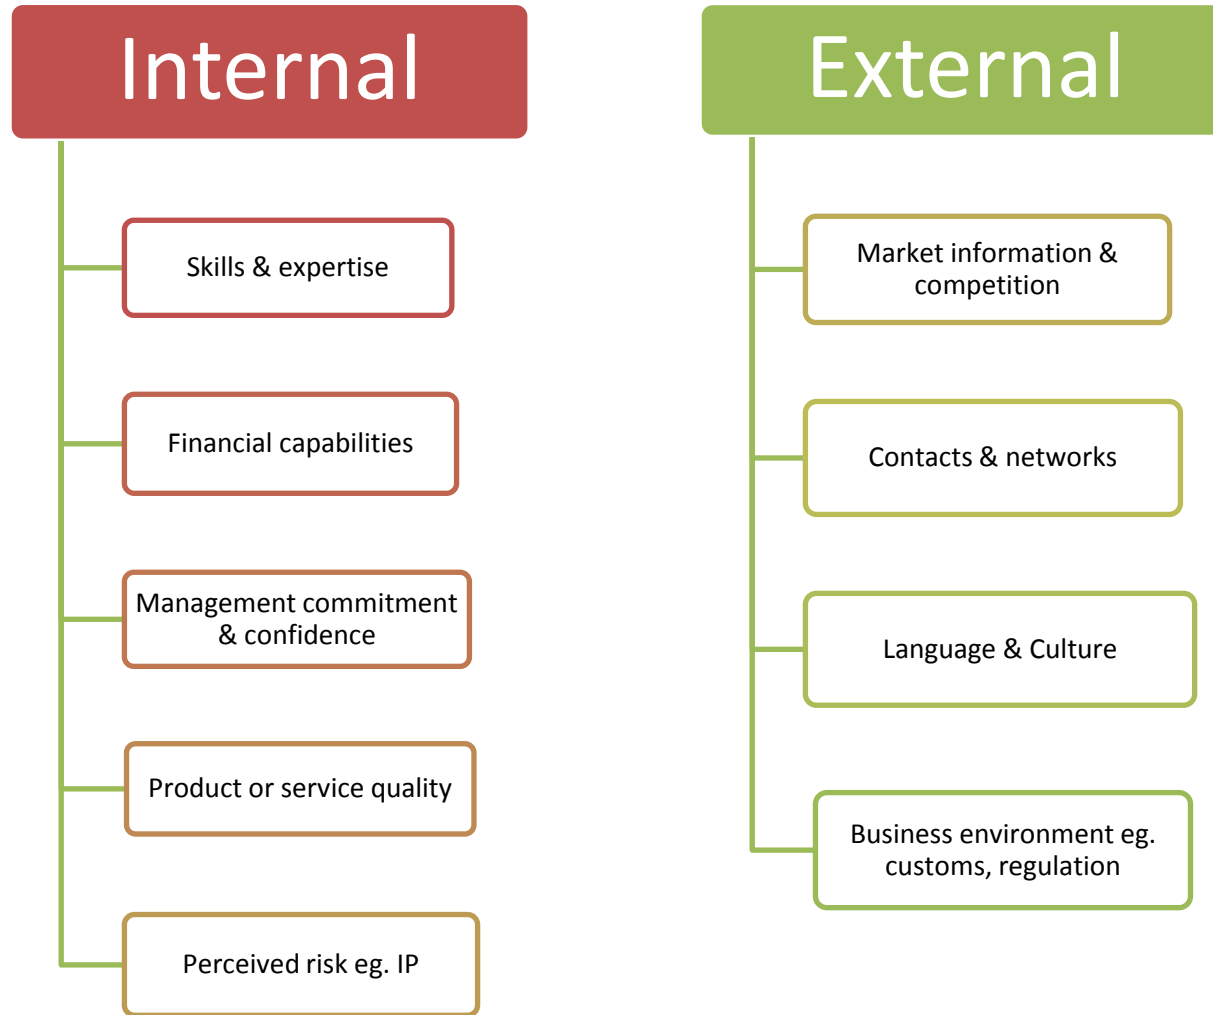 Internal
Skills & expertise
Financial capabilities
Management commitment
& confidence
Product or service quality
Perceived risk eg. IP
External
Market information &
competition
Contacts & networks
Language & Culture
Business environment eg.
customs, regulation